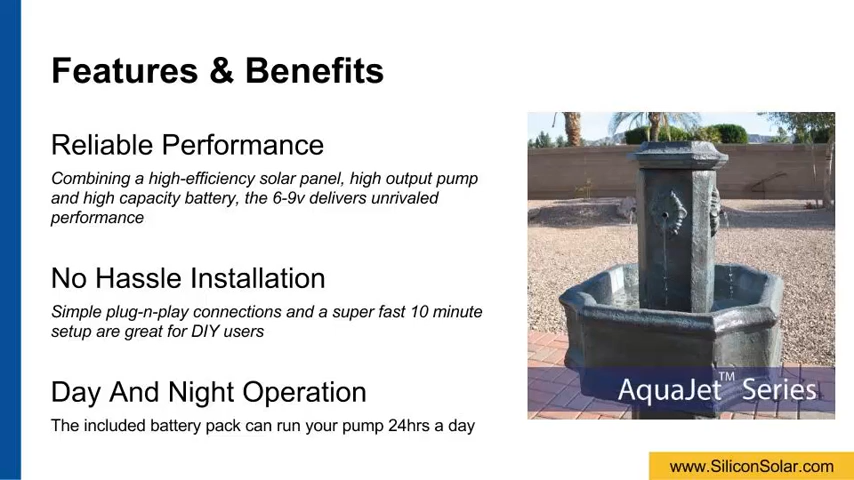 Features & Benefits
Reliable Performance
Combining a high-efficiency solar panel, high output pump
and high capacity battery, the 6-9v delivers unrivaled
performance
No Hassle Installation
Simple plug-n-play connections and a super fast 10 minute
setup are great for DIY users
Day And Night Operation
The included battery pack can run your pump 24hrs a day
AquaJet™ Series
www.SiliconSolar.com